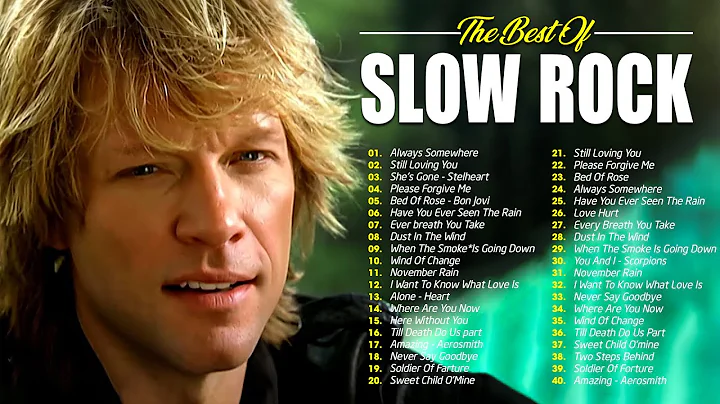 The Best Of
SLOW ROCK
01. Always Somewhere
02. Still Loving You
03. She's Gone - Stelheart
04. Please Forgive Me
05. Bed Of Rose - Bon Jovi
06. Have You Ever Seen The Rain
07. Ever breath You Take
08. Dust In The Wind
09. When The Smoke*Is Going Down
10. Wind Of Change
11. November Rain
12. I Want To Know What Love Is
13. Alone - Heart
14. Where Are You Now
15. Here Without You
16. Till Death Do Us part
17. Amazing - Aerosmith
18. Never Say Goodbye
19. Soldier Of Farture
20. Sweet Child O'Mine
21. Still Loving You
22. Please Forgive Me
23. Bed Of Rose
24. Always Somewhere
25. Have You Ever Seen The Rain
26. Love Hurt
27. Every Breath You Take
28. Dust In The Wind
29. When The Smoke Is Going Down
30. You And I - Scorpions
31. November Rain
32. I Want To Know What Love Is
33. Never Say Goodbye
34. Where Are You Now
35. Wind Of Change
36. Till Death Do Us Part
37. Sweet Child O'mine
38. Two Steps Behind
39. Soldier Of Farture
40. Amazing - Aerosmith